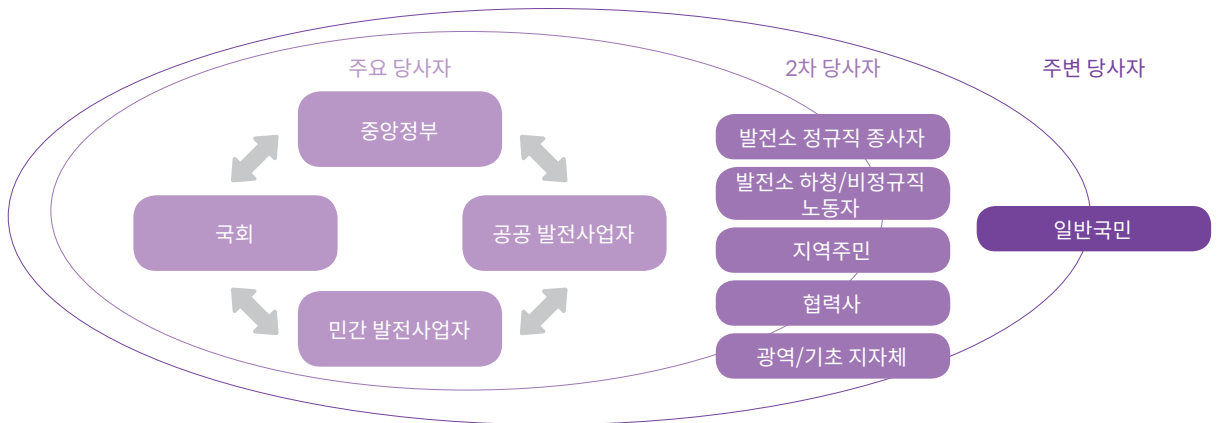 주요 당사자
중앙정부
국회
공공 발전사업자
민간 발전사업자
2차 당사자
발전소 정규직 종사자
발전소 하청/비정규직
노동자
지역주민
협력사
광역/기초 지자체
주변 당사자
일반국민